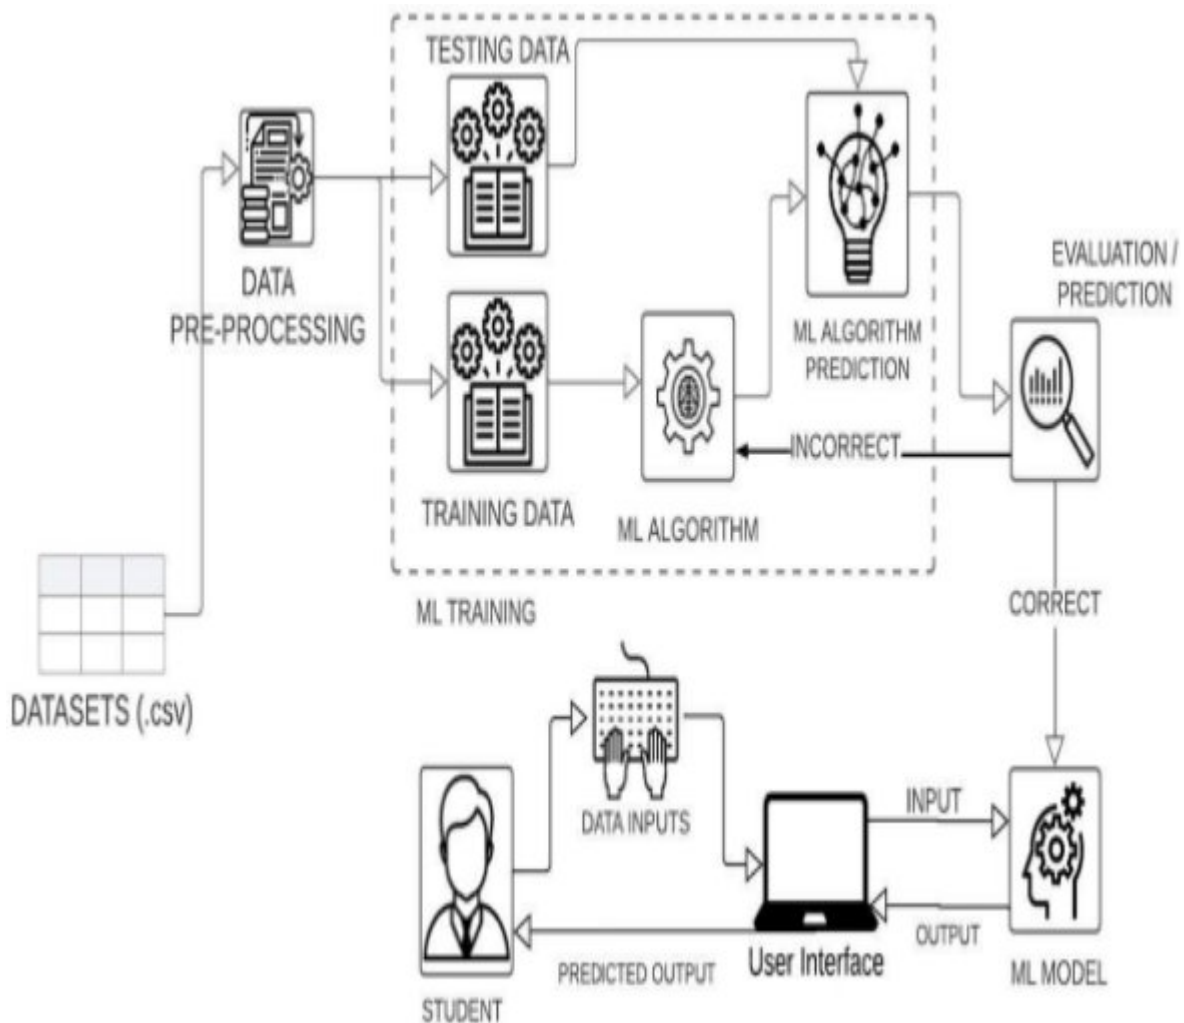 TESTING DATA
DATA
PRE-PROCESSING
EVALUATION /
PREDICTION
ML ALGORITHM
PREDICTION
INCORRECT
TRAINING DATA
ML ALGORITHM
ML TRAINING
CORRECT
DATASETS (.csv)
DATA INPUTS
INPUT
OUTPUT
User Interface
PREDICTED OUTPUT
ML MODEL
STUDENT